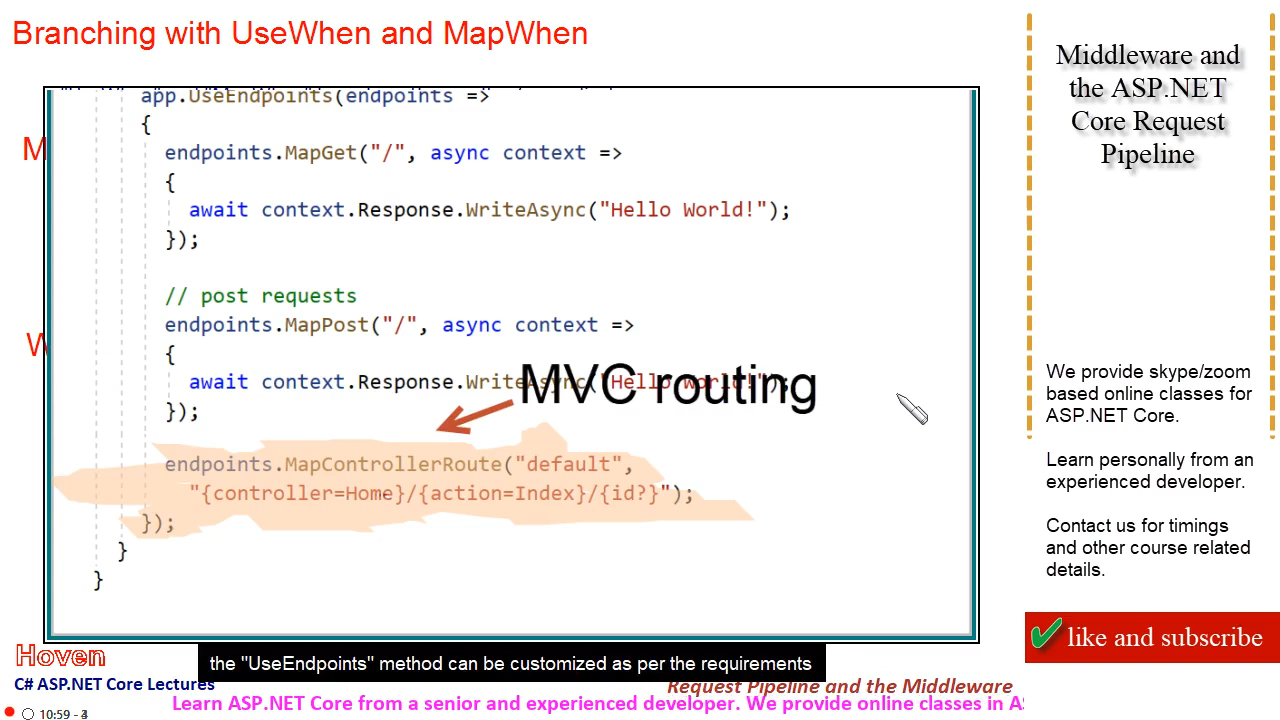 Branching with UseWhen and MapWhen
app.UseEndpoints(endpoints =>
{
endpoints.MapGet("/", async context =>
{
await context.Response.WriteAsync("Hello World!");
});
// post requests
endpoints.MapPost("/", async context =>
{
await context.Response.WriteAsync("Hello World!");
});
MVC routing
endpoints.MapControllerRoute("default",
"{controller=Home}/{action=Index}/{id?}");
});
}
}
M
W
Middleware and
the ASP.NET
Core Request
Pipeline
We provide skype/zoom
based online classes for
ASP.NET Core.
Learn personally from an
experienced developer.
Contact us for timings
and other course related
details.
like and subscribe
Hoven
the "UseEndpoints" method can be customized as per the requirements
C# ASP.NET Core Lectures
Request Pipeline and the Middleware
Learn ASP.NET Core from a senior and experienced developer. We provide online classes in AS
10:59 -